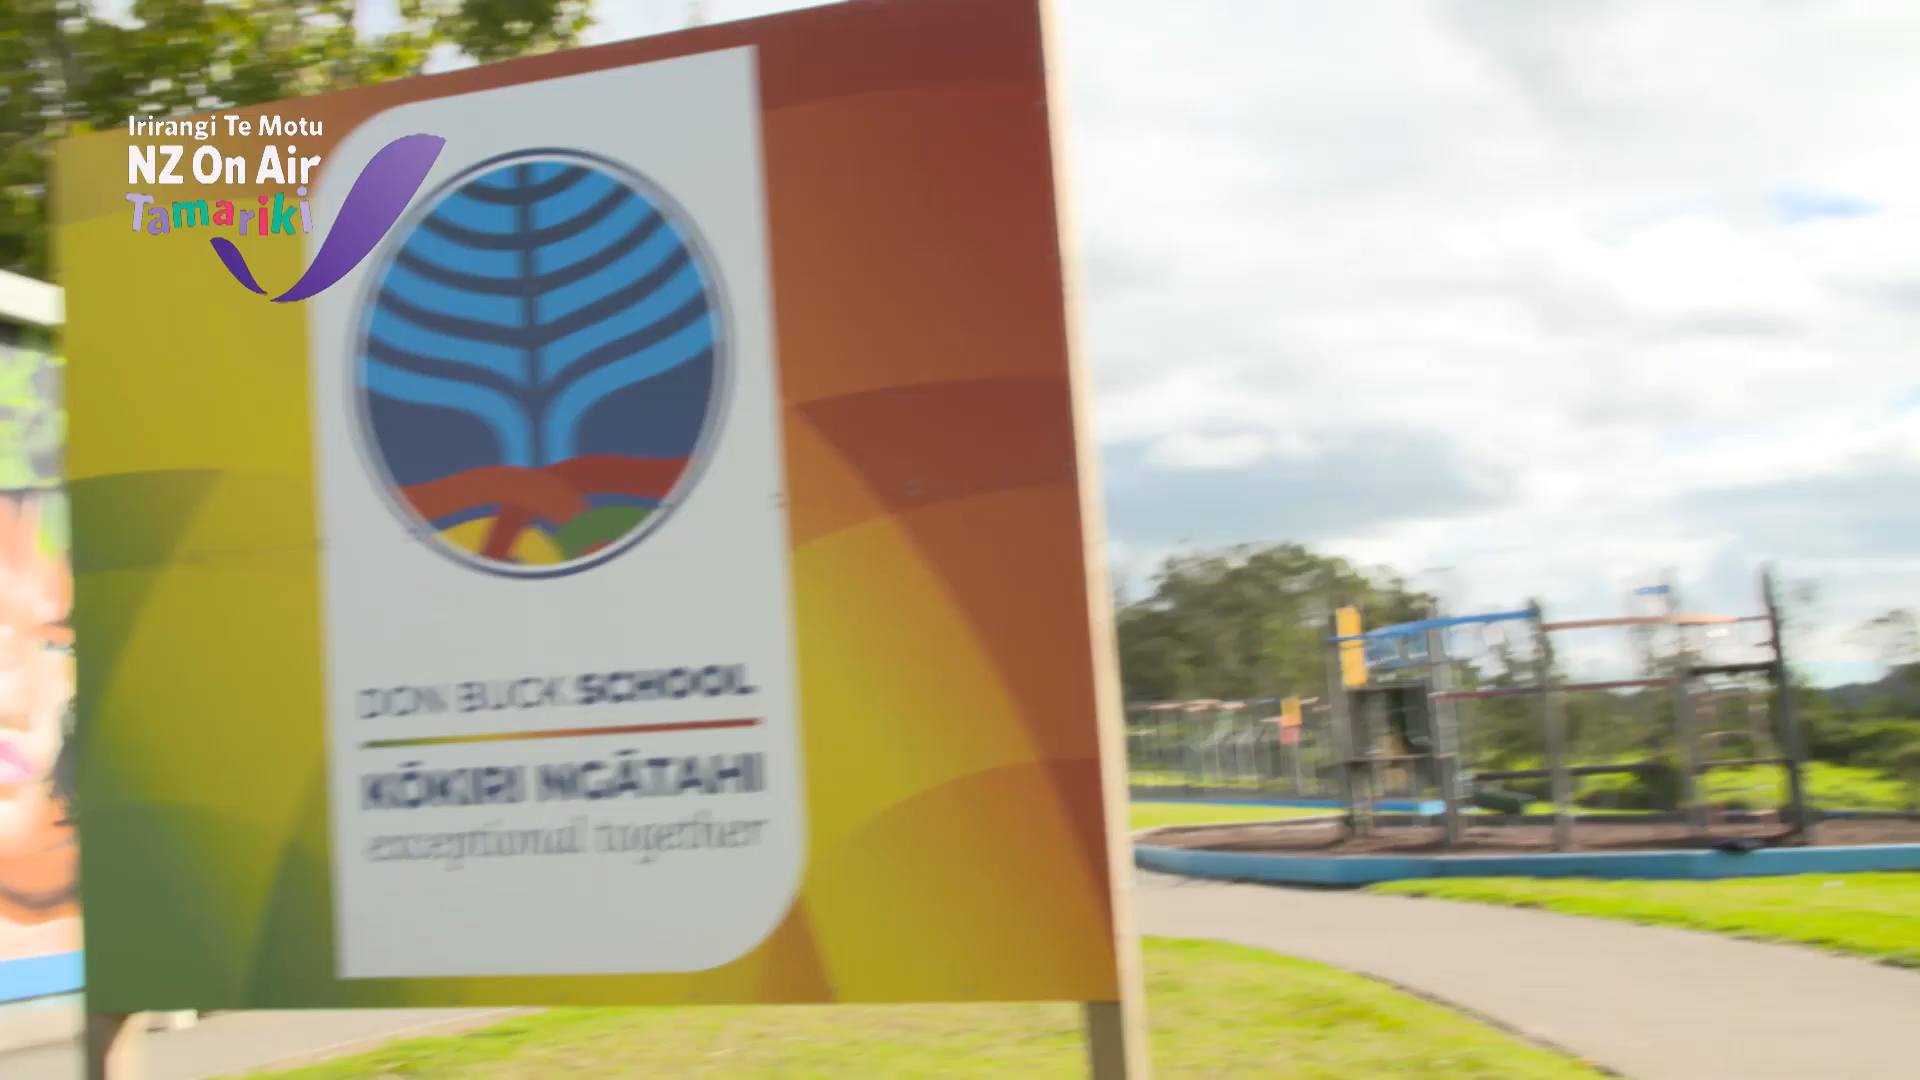 Irirangi Te Motu
NZ On Air
Tamariki
DON BUCK SCHOOL
KŌKIRI NGĀTAHI
exceptional together